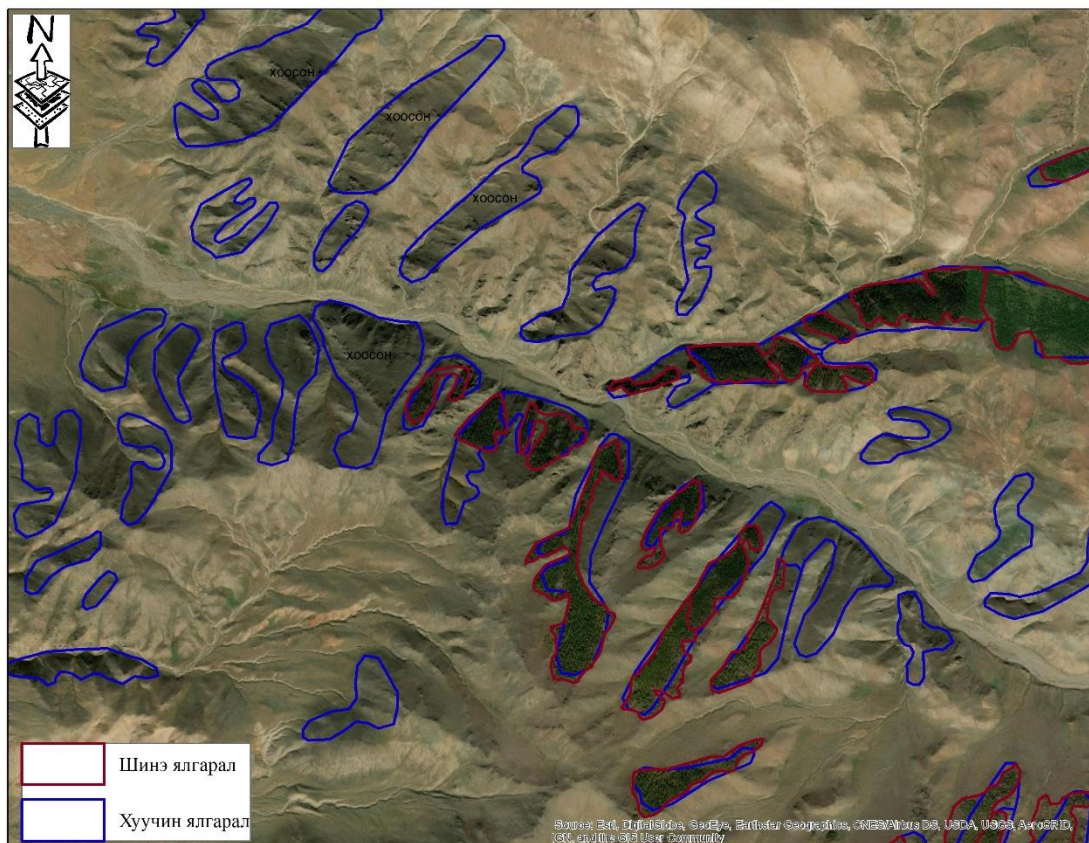 N
хоосон
хоосон
хоосон
хоосон
Шинэ ялгарал
Хуучин ялгарал
Source: Esri, DigitalGlobe, GeoEye, Earthstar Geographics, CNES/Airbus DS, USDA, USGS, AeroGRID,
IGN, and the GIS User Community